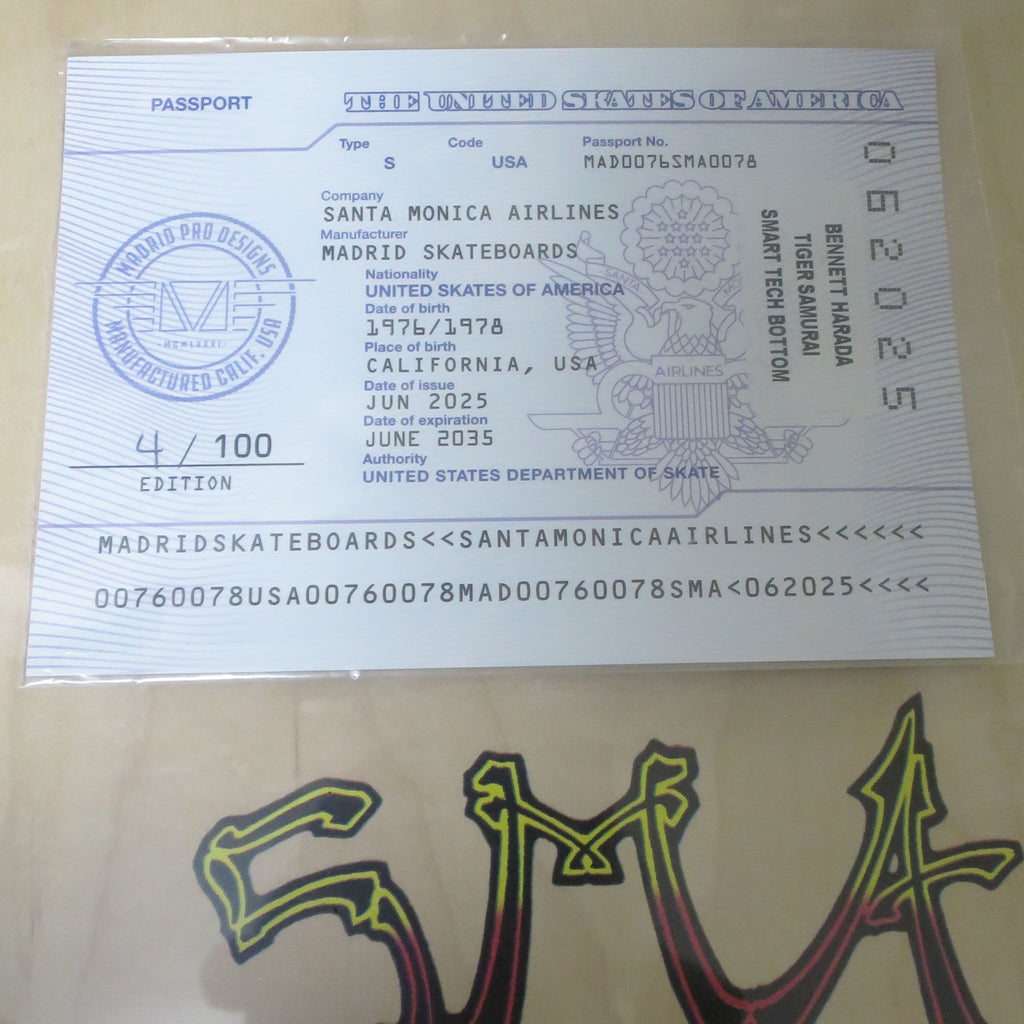 PASSPORT
THE UNITED SKATES OF AMERICA
Type Code Passport No.
S USA MAD0076SMA0078
Company
SANTA MONICA AIRLINES
Manufacturer
MADRID SKATEBOARDS
Nationality
UNITED SKATES OF AMERICA
Date of birth
1976/1978
Place of birth
CALIFORNIA, USA
Date of issue
JUN 2025
Date of expiration
JUNE 2035
Authority
UNITED STATES DEPARTMENT OF SKATE
MADRID PRO DESIGNS
M
·MCMLXXVI·
MANUFACTURED CALIF. USA
4 / 100
EDITION
SANTA MO
AIRLINES
062025
BENNETT HARADA
TIGER SAMURAI
SMART TECH BOTTOM
MADRIDSKATEBOARDS<<SANTAMONICAAIRLINES<<<<<<
00760078USA00760078MAD00760078SMA<062025<<<<
SMA